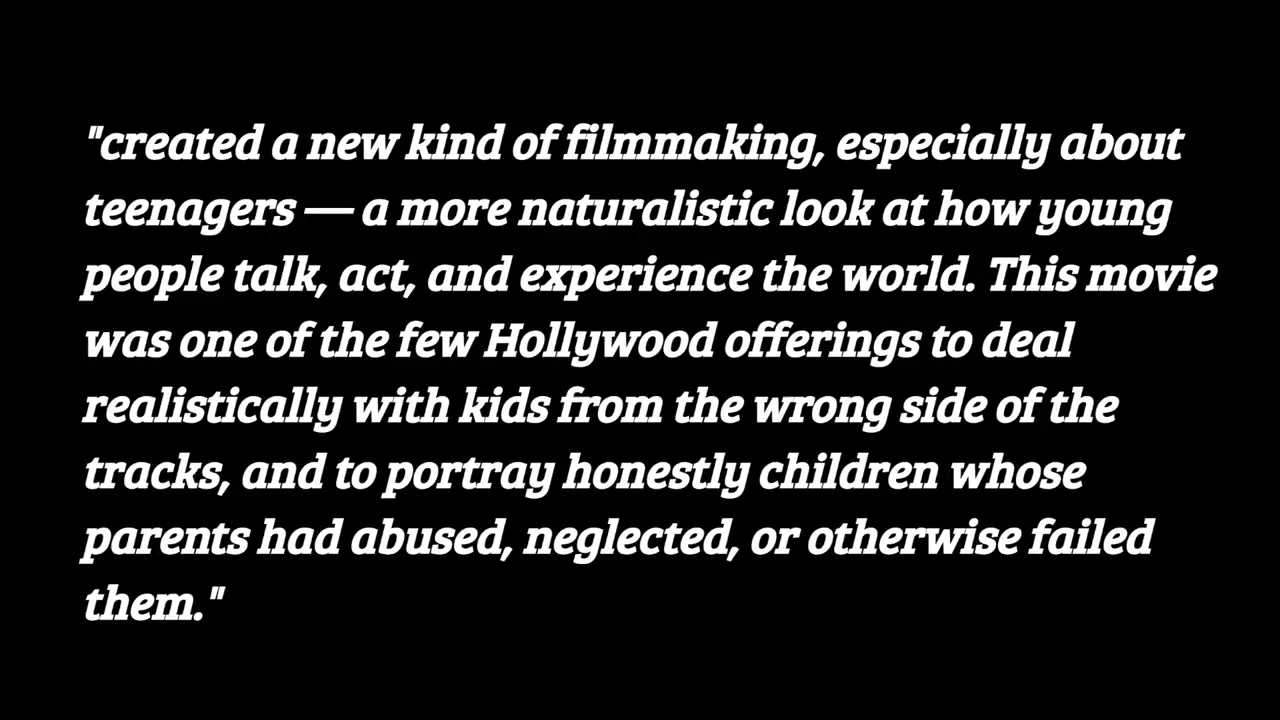 "created a new kind of filmmaking, especially about
teenagers — a more naturalistic look at how young
people talk, act, and experience the world. This movie
was one of the few Hollywood offerings to deal
realistically with kids from the wrong side of the
tracks, and to portray honestly children whose
parents had abused, neglected, or otherwise failed
them."